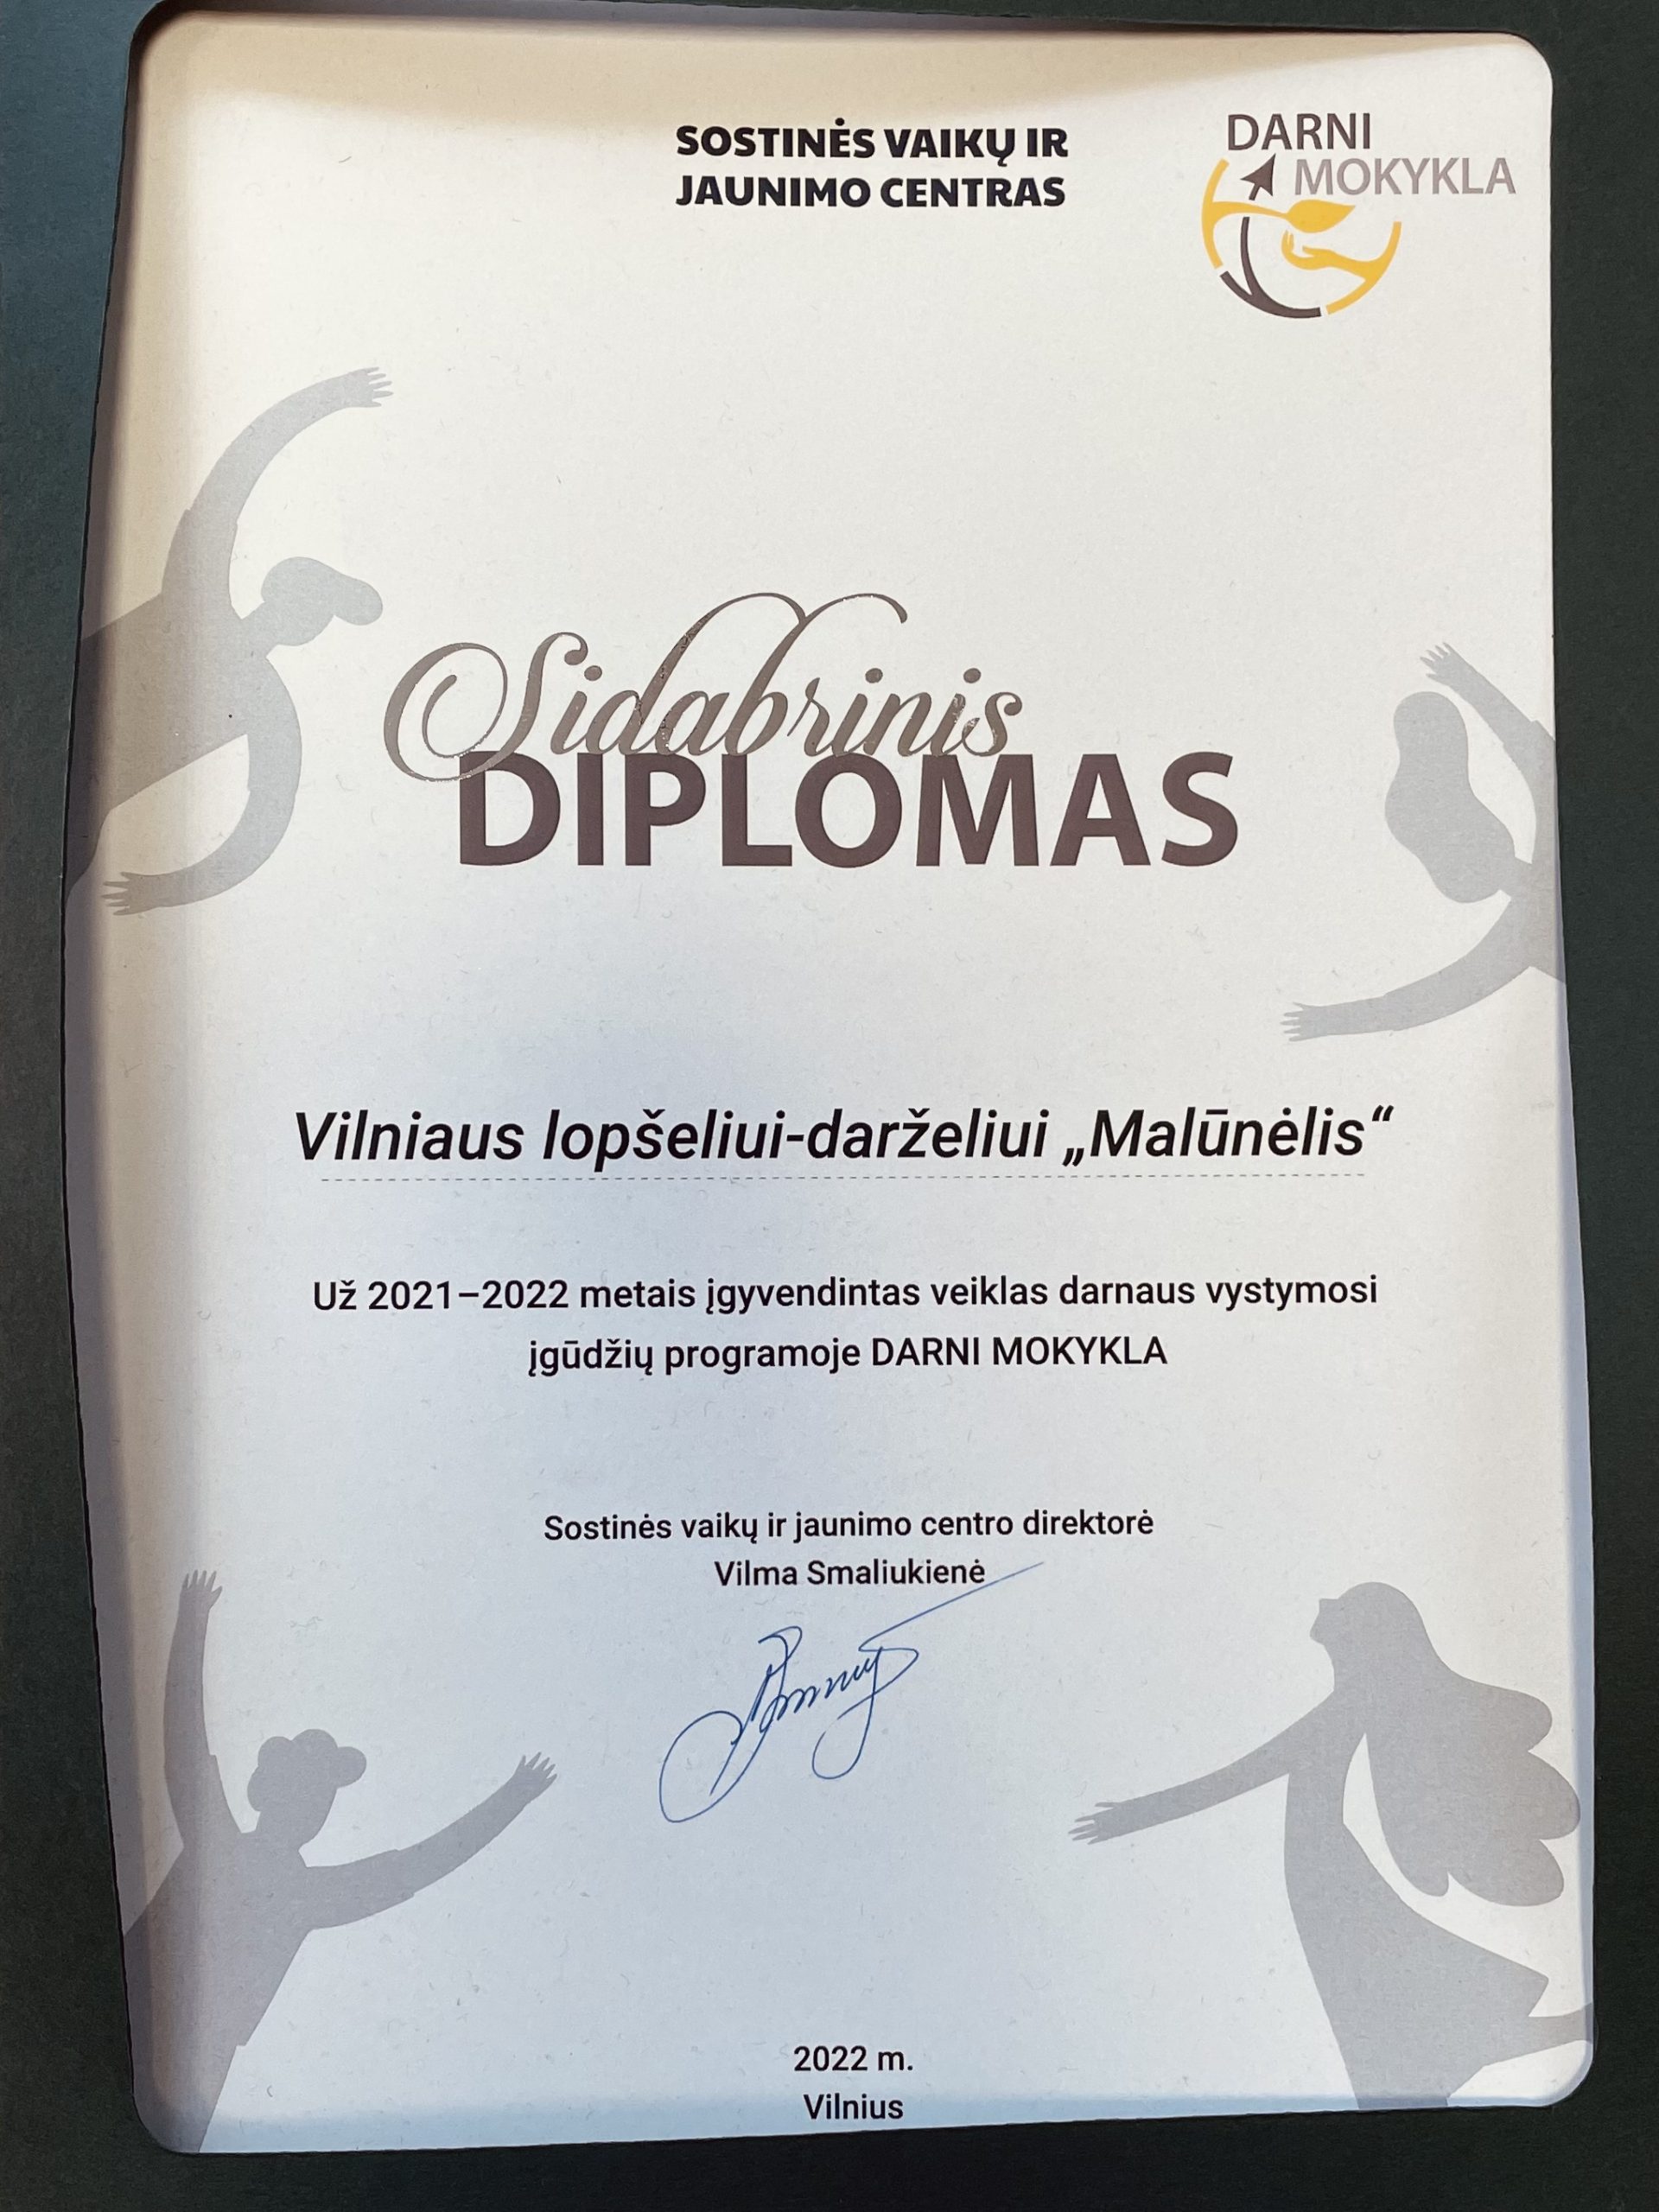 SOSTINĖS VAIKŲ IR
JAUNIMO CENTRAS
DARNI
MOKYKLA
Sidabrinis
DIPLOMAS
Vilniaus lopšeliui-darželiui „Malūnėlis“
Už 2021–2022 metais įgyvendintas veiklas darnaus vystymosi
įgūdžių programoje DARNI MOKYKLA
Sostinės vaikų ir jaunimo centro direktorė
Vilma Smaliukienė
2022 m.
Vilnius